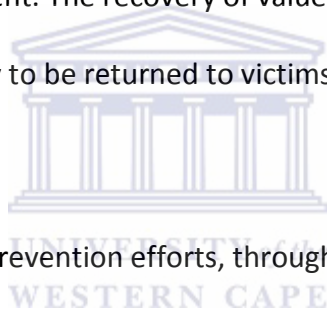 ent. The recovery of value
to be returned to victims
revention efforts, through
UNIVERSITY of the
WESTERN CAPE